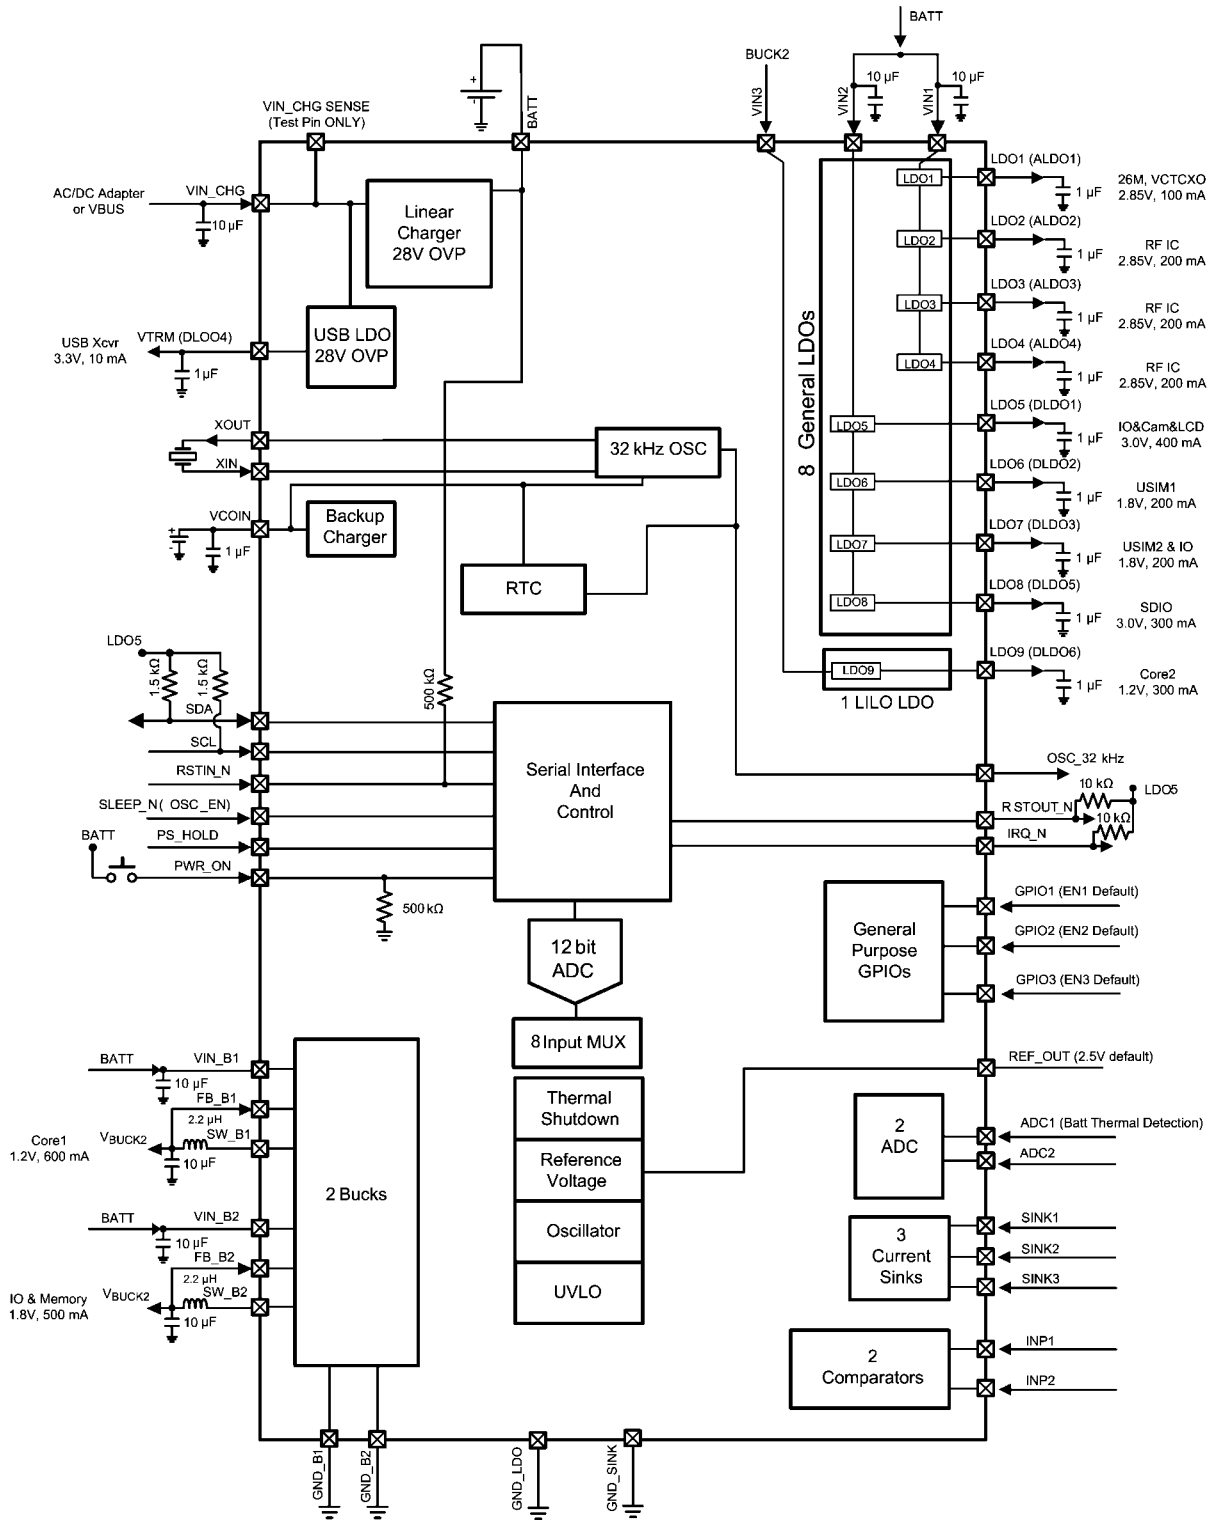 BATT
BUCK2
10 µF
10 µF
VIN3
VIN2
VIN1
+
-
BATT
VIN_CHG SENSE
(Test Pin ONLY)
AC/DC Adapter
or VBUS
VIN_CHG
10 µF
Linear
Charger
28V OVP
USB LDO
28V OVP
USB Xcvr
3.3V, 10 mA
VTRM (DLOO4)
1 µF
XOUT
XIN
32 kHz OSC
VCOIN
+
-
1 µF
Backup
Charger
RTC
8 General LDOs
LDO1
LDO2
LDO3
LDO4
LDO5
LDO6
LDO7
LDO8
LDO9
1 LILO LDO
LDO1 (ALDO1)
1 µF
26M, VCTCXO
2.85V, 100 mA
LDO2 (ALDO2)
1 µF
RF IC
2.85V, 200 mA
LDO3 (ALDO3)
1 µF
RF IC
2.85V, 200 mA
LDO4 (ALDO4)
1 µF
RF IC
2.85V, 200 mA
LDO5 (DLDO1)
1 µF
IO&Cam&LCD
3.0V, 400 mA
LDO6 (DLDO2)
1 µF
USIM1
1.8V, 200 mA
LDO7 (DLDO3)
1 µF
USIM2 & IO
1.8V, 200 mA
LDO8 (DLDO5)
1 µF
SDIO
3.0V, 300 mA
LDO9 (DLDO6)
1 µF
Core2
1.2V, 300 mA
LDO5
1.5 kΩ
1.5 kΩ
500 kΩ
SDA
SCL
RSTIN_N
SLEEP_N( OSC_EN)
PS_HOLD
BATT
PWR_ON
500 kΩ
Serial Interface
And
Control
OSC_32 kHz
10 kΩ
LDO5
RSTOUT_N
10 kΩ
IRQ_N
12 bit
ADC
8 Input MUX
General
Purpose
GPIOs
GPIO1 (EN1 Default)
GPIO2 (EN2 Default)
GPIO3 (EN3 Default)
Thermal
Shutdown
Reference
Voltage
Oscillator
UVLO
REF_OUT (2.5V default)
2
ADC
ADC1 (Batt Thermal Detection)
ADC2
3
Current
Sinks
SINK1
SINK2
SINK3
2
Comparators
INP1
INP2
2 Bucks
BATT
VIN_B1
10 µF
FB_B1
2.2 µH
SW_B1
VBUCK2
10 µF
Core1
1.2V, 600 mA
BATT
VIN_B2
10 µF
FB_B2
2.2 µH
SW_B2
VBUCK2
10 µF
IO & Memory
1.8V, 500 mA
GND_B1
GND_B2
GND_LDO
GND_SINK